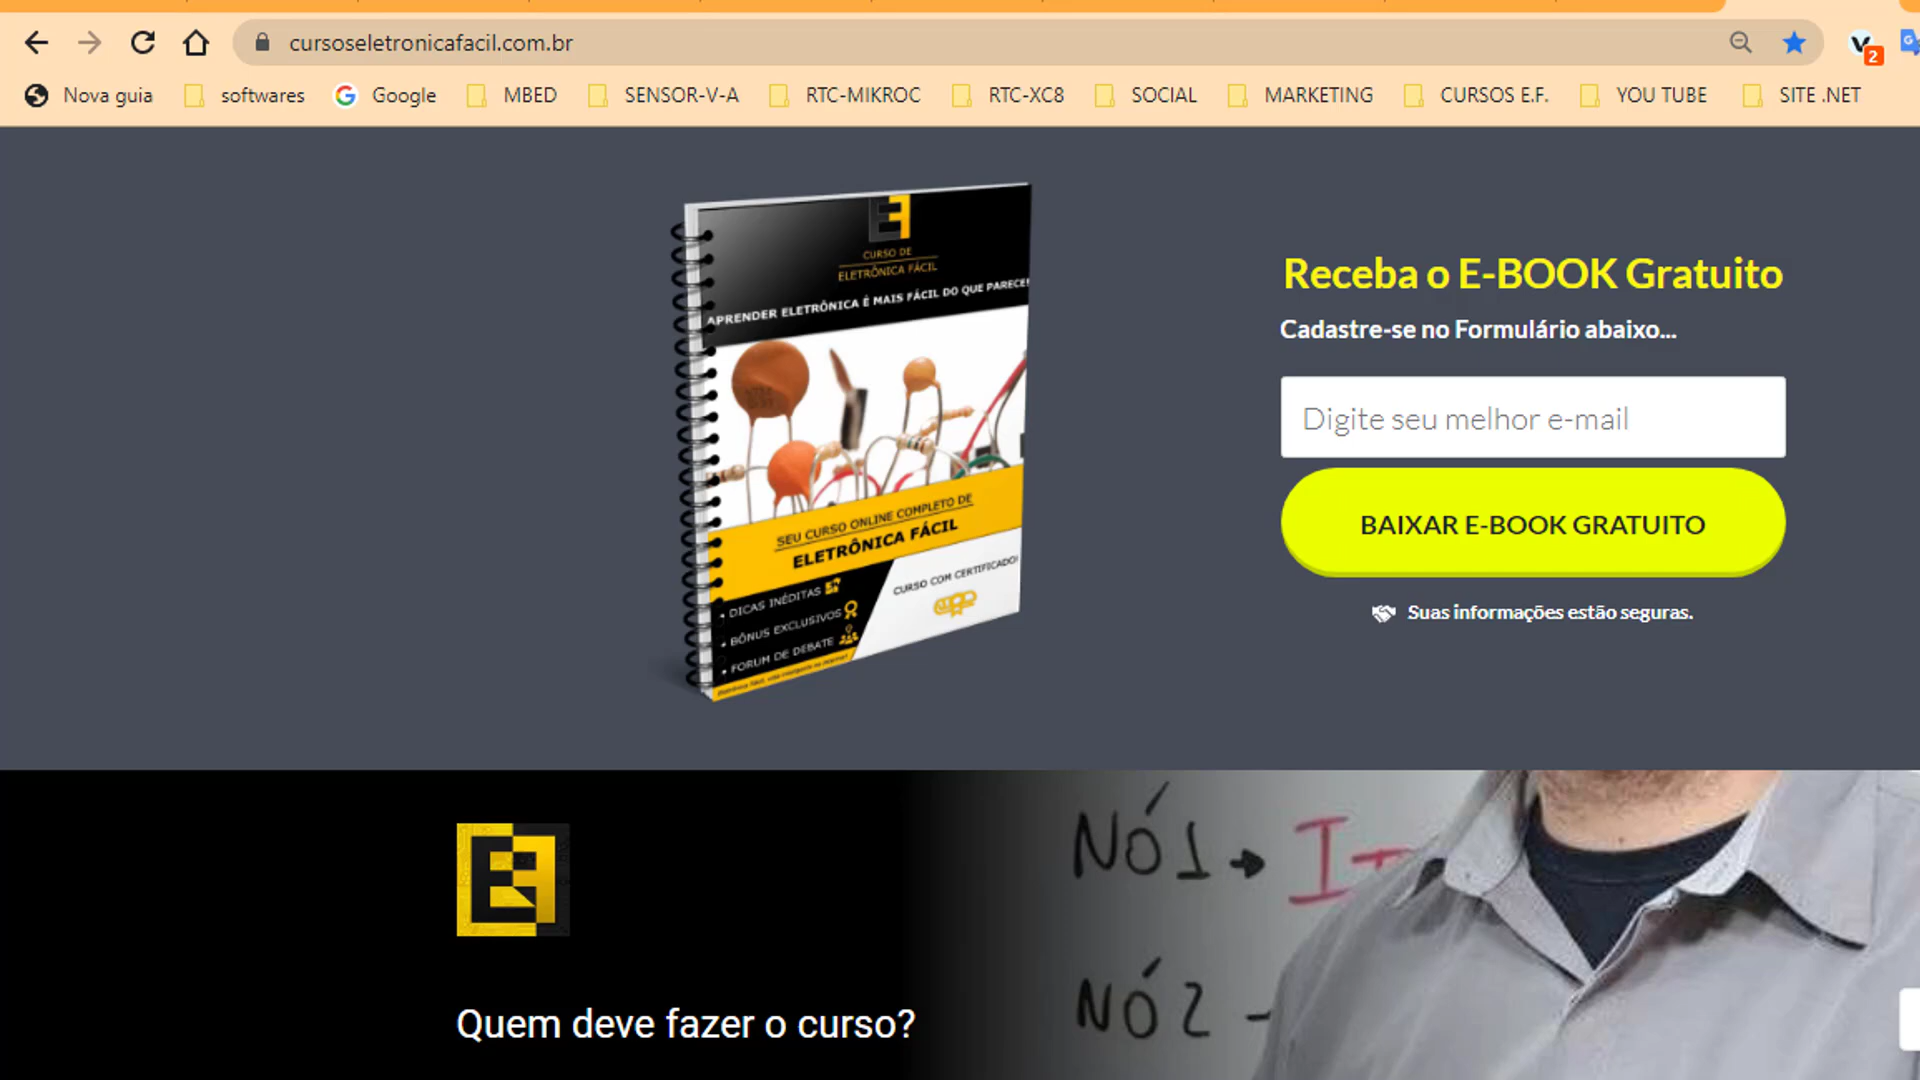 cursoseletronicafacil.com.br
2
Nova guia softwares Google MBED SENSOR-V-A RTC-MIKROC RTC-XC8 SOCIAL MARKETING CURSOS E.F. YOU TUBE SITE .NET
EF
CURSO DE
ELETRÔNICA FÁCIL
APRENDER ELETRÔNICA É MAIS FÁCIL DO QUE PARECE!
SEU CURSO ONLINE COMPLETO DE
ELETRÔNICA FÁCIL
• DICAS INÉDITAS
• BÔNUS EXCLUSIVOS
• FORUM DE DEBATE
CURSO COM CERTIFICADO!
Receba o E-BOOK Gratuito
Cadastre-se no Formulário abaixo...
Digite seu melhor e-mail
BAIXAR E-BOOK GRATUITO
Suas informações estão seguras.
EF
NÓ1 → I+
NÓ2 -
Quem deve fazer o curso?